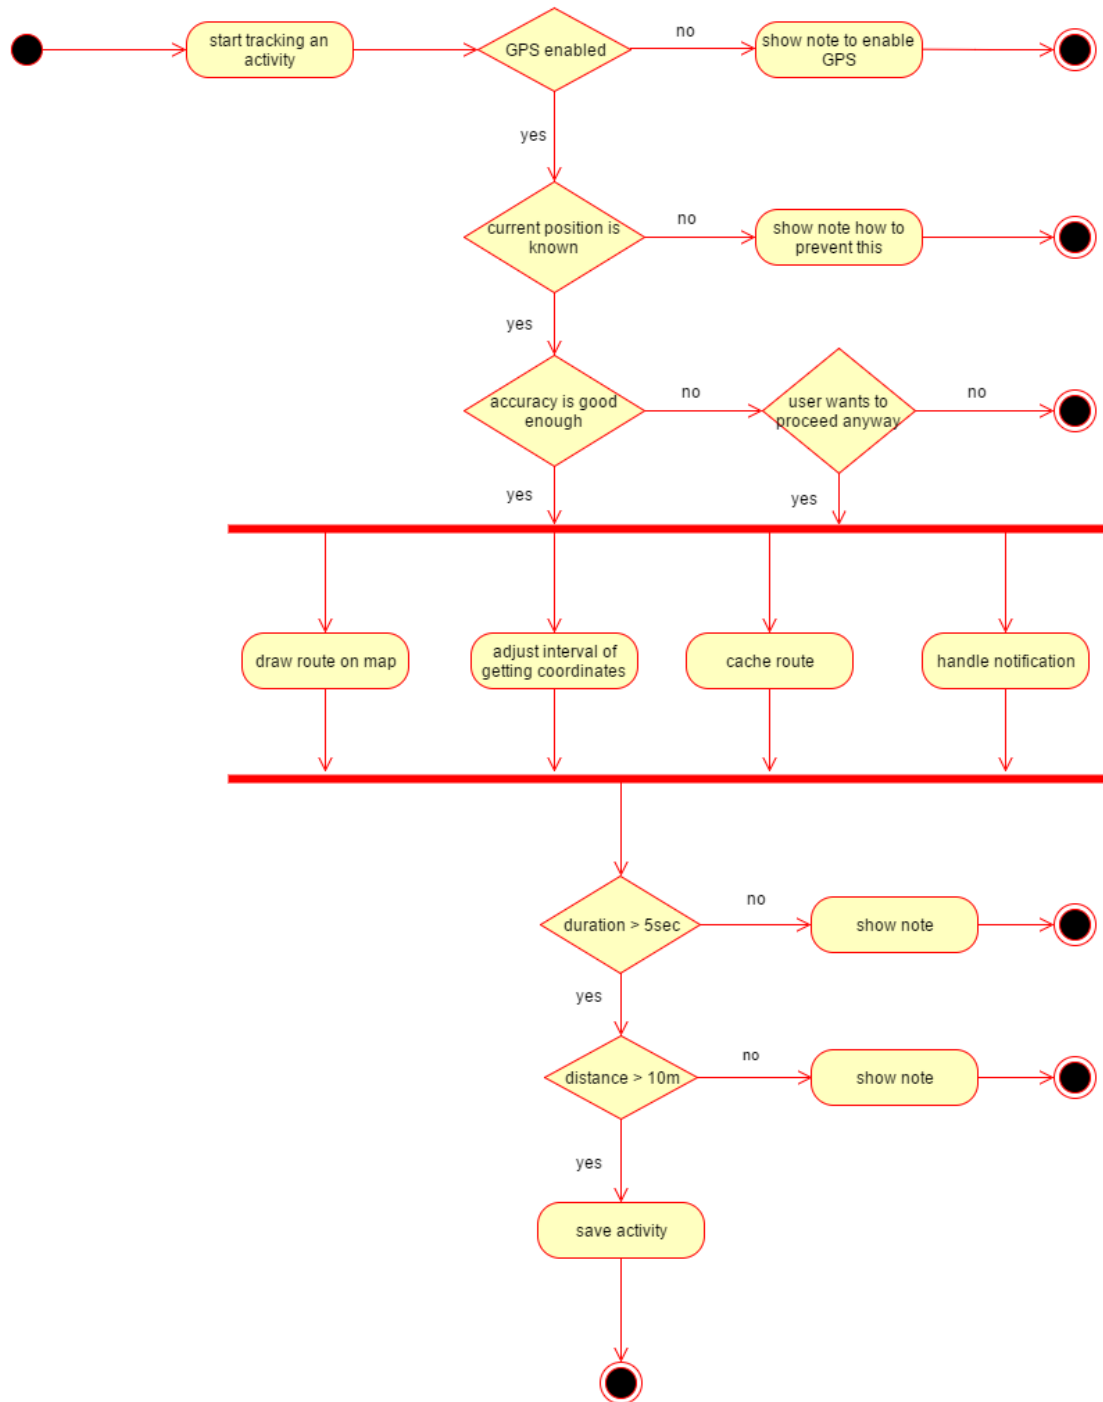 start tracking an
activity
GPS enabled
no
show note to enable
GPS
yes
current position is
known
no
show note how to
prevent this
yes
accuracy is good
enough
no
user wants to
proceed anyway
no
yes
yes
draw route on map
adjust interval of
getting coordinates
cache route
handle notification
duration > 5sec
no
show note
yes
distance > 10m
no
show note
yes
save activity